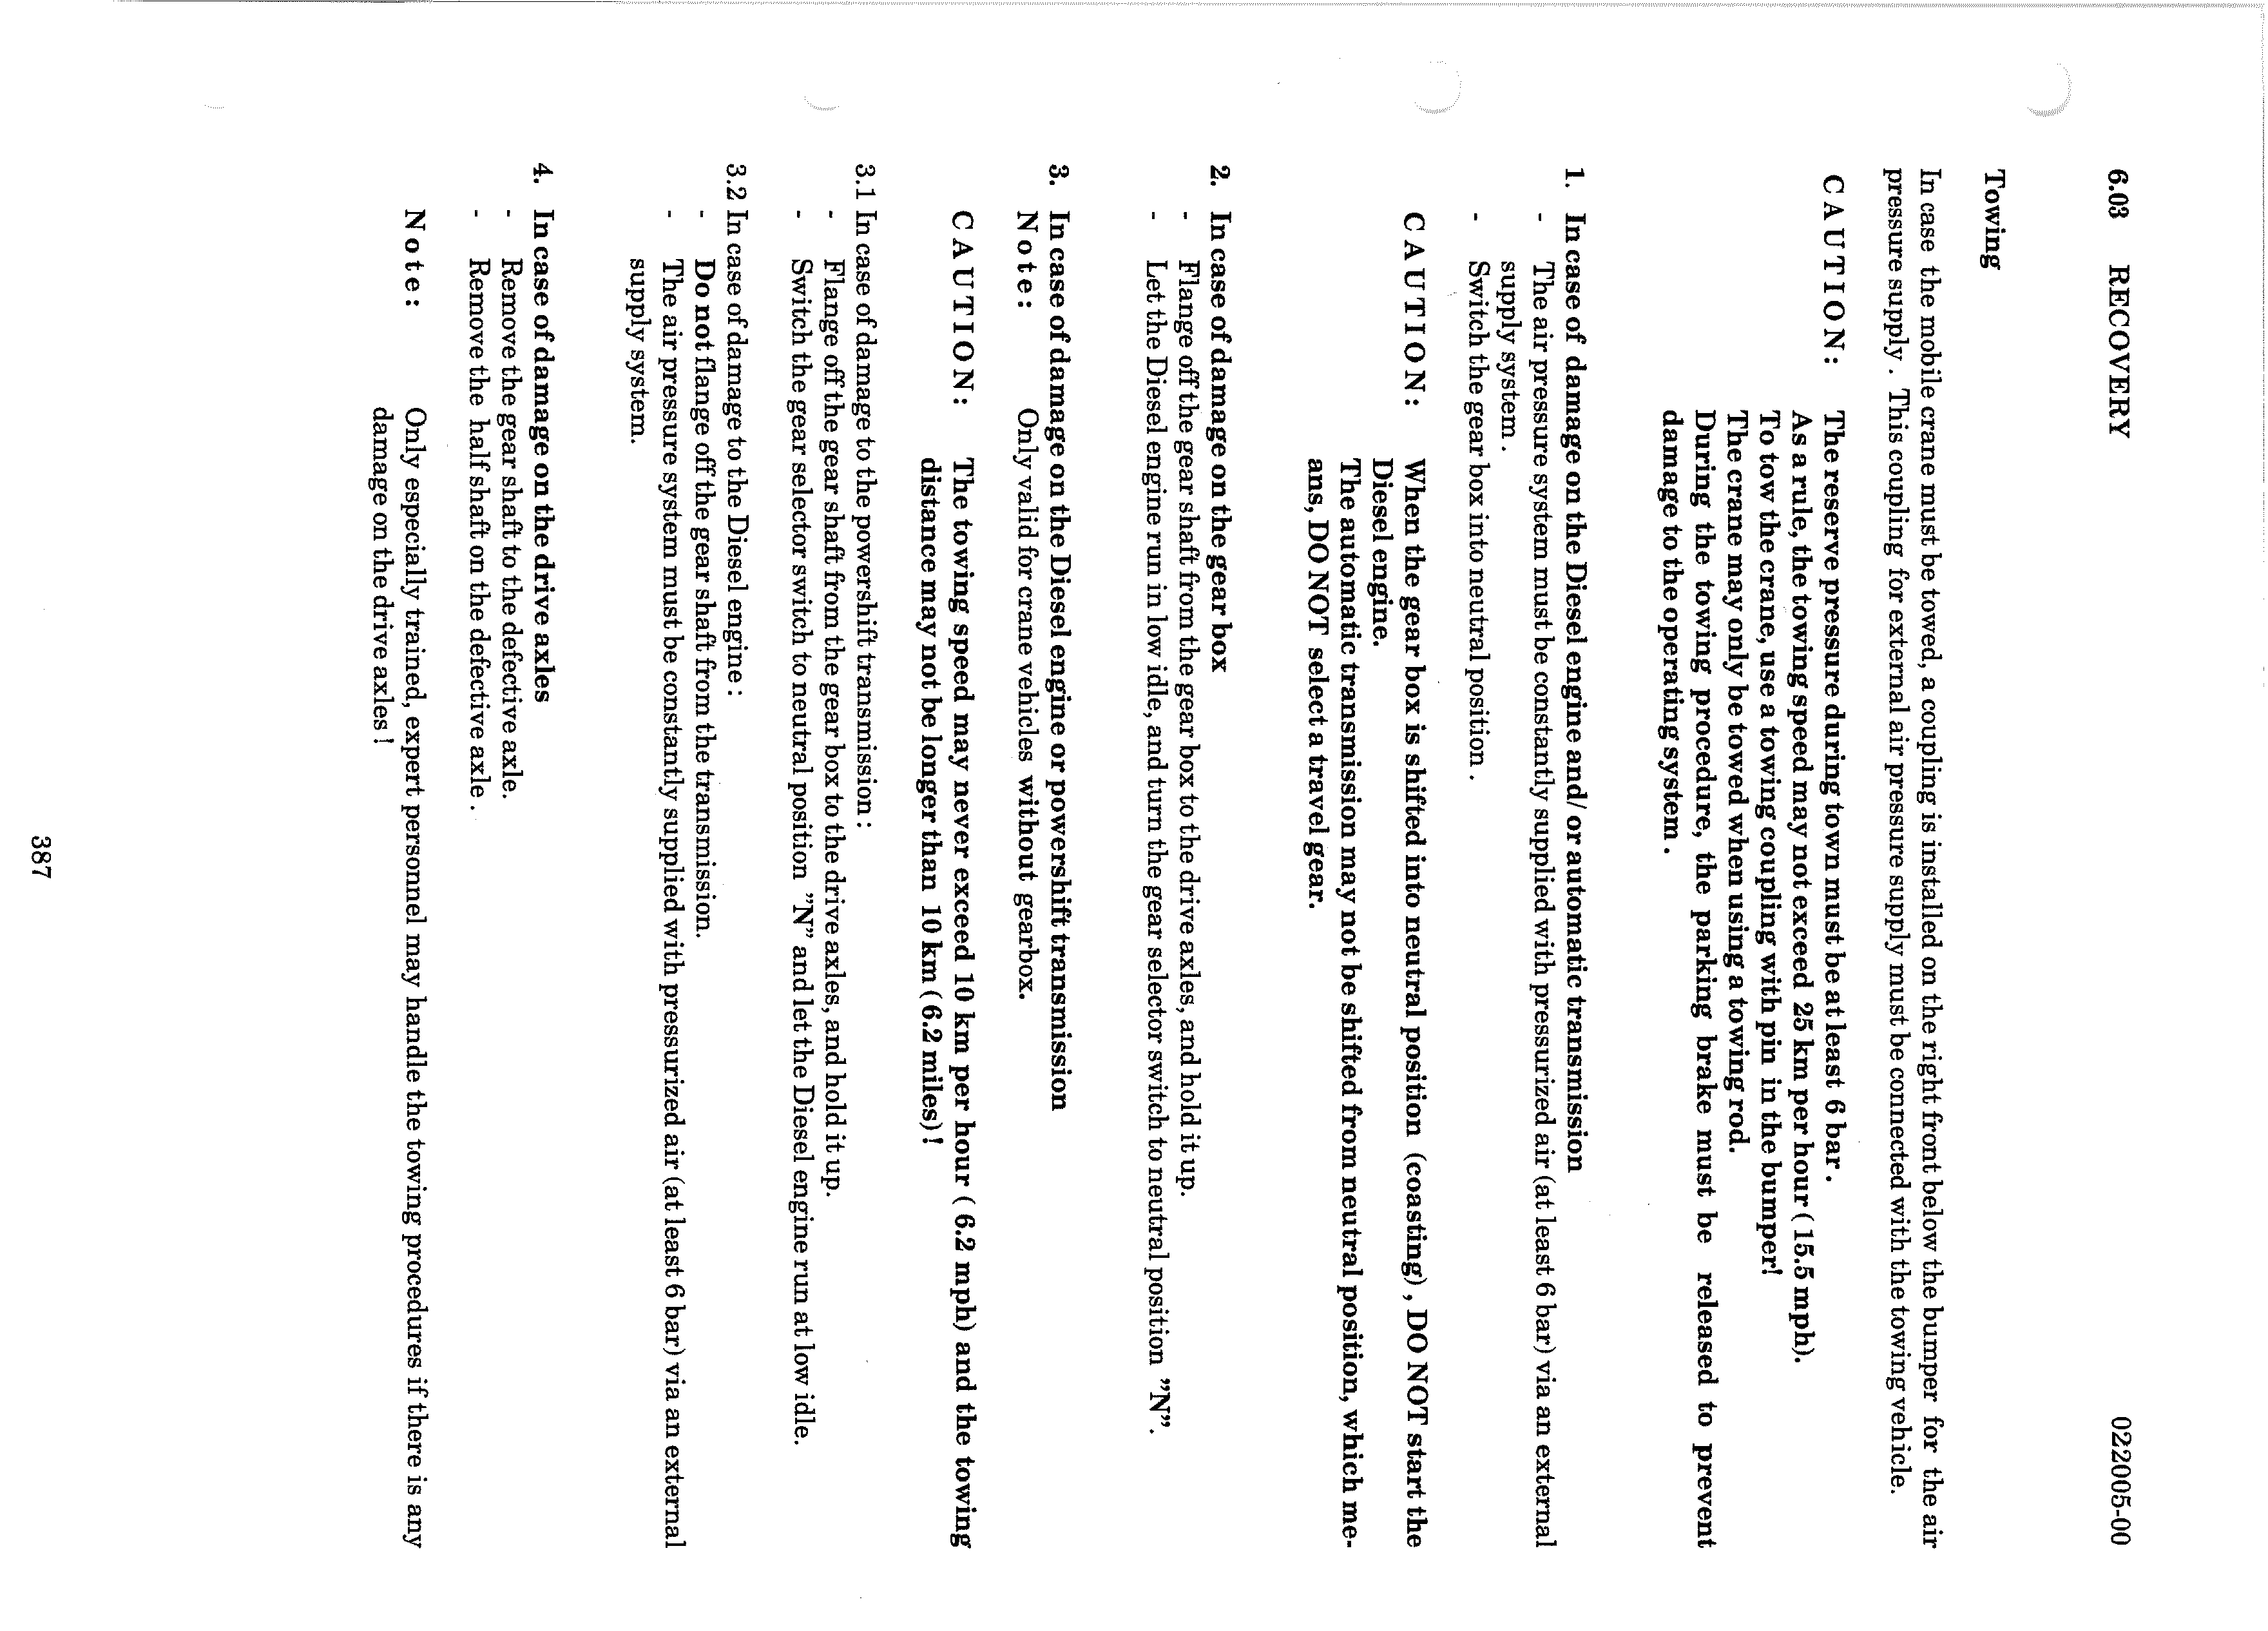 6.03 RECOVERY 022005-00
Towing
In case the mobile crane must be towed, a coupling is installed on the right front below the bumper for the air
pressure supply . This coupling for external air pressure supply must be connected with the towing vehicle.
CAUTION: The reserve pressure during town must be at least 6 bar .
As a rule, the towing speed may not exceed 25 km per hour ( 15.5 mph).
To tow the crane, use a towing coupling with pin in the bumper!
The crane may only be towed when using a towing rod.
During the towing procedure, the parking brake must be released to prevent
damage to the operating system .
1. In case of damage on the Diesel engine and/ or automatic transmission
- The air pressure system must be constantly supplied with pressurized air (at least 6 bar) via an external
supply system .
- Switch the gear box into neutral position .
CAUTION: When the gear box is shifted into neutral position (coasting) , DO NOT start the
Diesel engine.
The automatic transmission may not be shifted from neutral position, which me-
ans, DO NOT select a travel gear.
2. In case of damage on the gear box
- Flange off the gear shaft from the gear box to the drive axles, and hold it up.
- Let the Diesel engine run in low idle, and turn the gear selector switch to neutral position ”N”.
3. In case of damage on the Diesel engine or powershift transmission
Note: Only valid for crane vehicles without gearbox.
CAUTION: The towing speed may never exceed 10 km per hour ( 6.2 mph) and the towing
distance may not be longer than 10 km ( 6.2 miles) !
3.1 In case of damage to the powershift transmission :
- Flange off the gear shaft from the gear box to the drive axles, and hold it up.
- Switch the gear selector switch to neutral position ”N” and let the Diesel engine run at low idle.
3.2 In case of damage to the Diesel engine :
- Do not flange off the gear shaft from the transmission.
- The air pressure system must be constantly supplied with pressurized air (at least 6 bar) via an external
supply system.
4. In case of damage on the drive axles
- Remove the gear shaft to the defective axle.
- Remove the half shaft on the defective axle .
Note: Only especially trained, expert personnel may handle the towing procedures if there is any
damage on the drive axles !
387